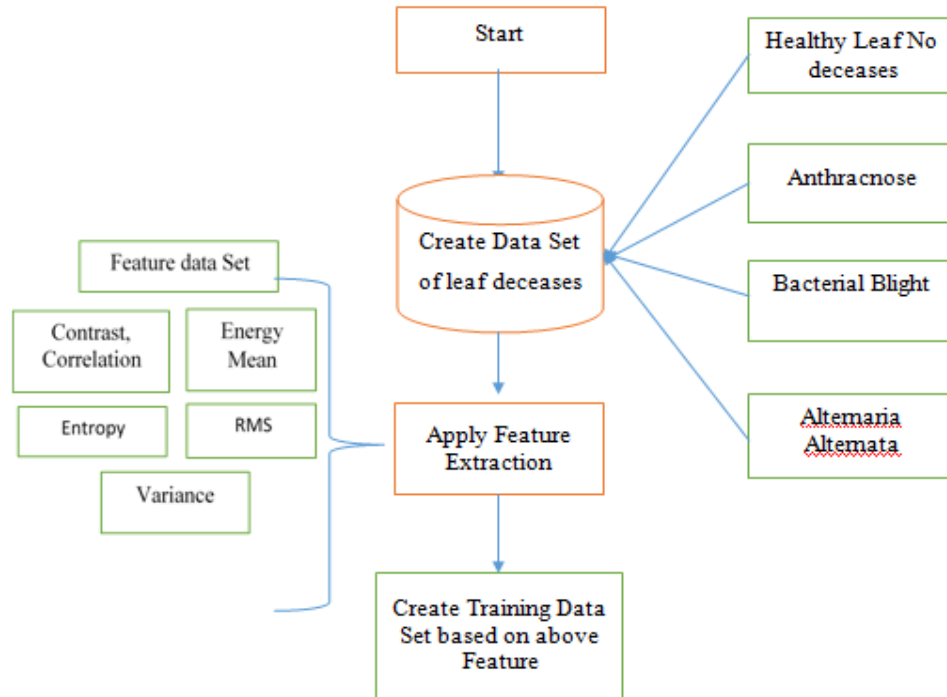 Start
Healthy Leaf No
deceases
Anthracnose
Create Data Set
of leaf deceases
Bacterial Blight
Feature data Set
Contrast,
Correlation
Energy
Mean
Entropy
RMS
Variance
Apply Feature
Extraction
Altemaria
Altemata
Create Training Data
Set based on above
Feature